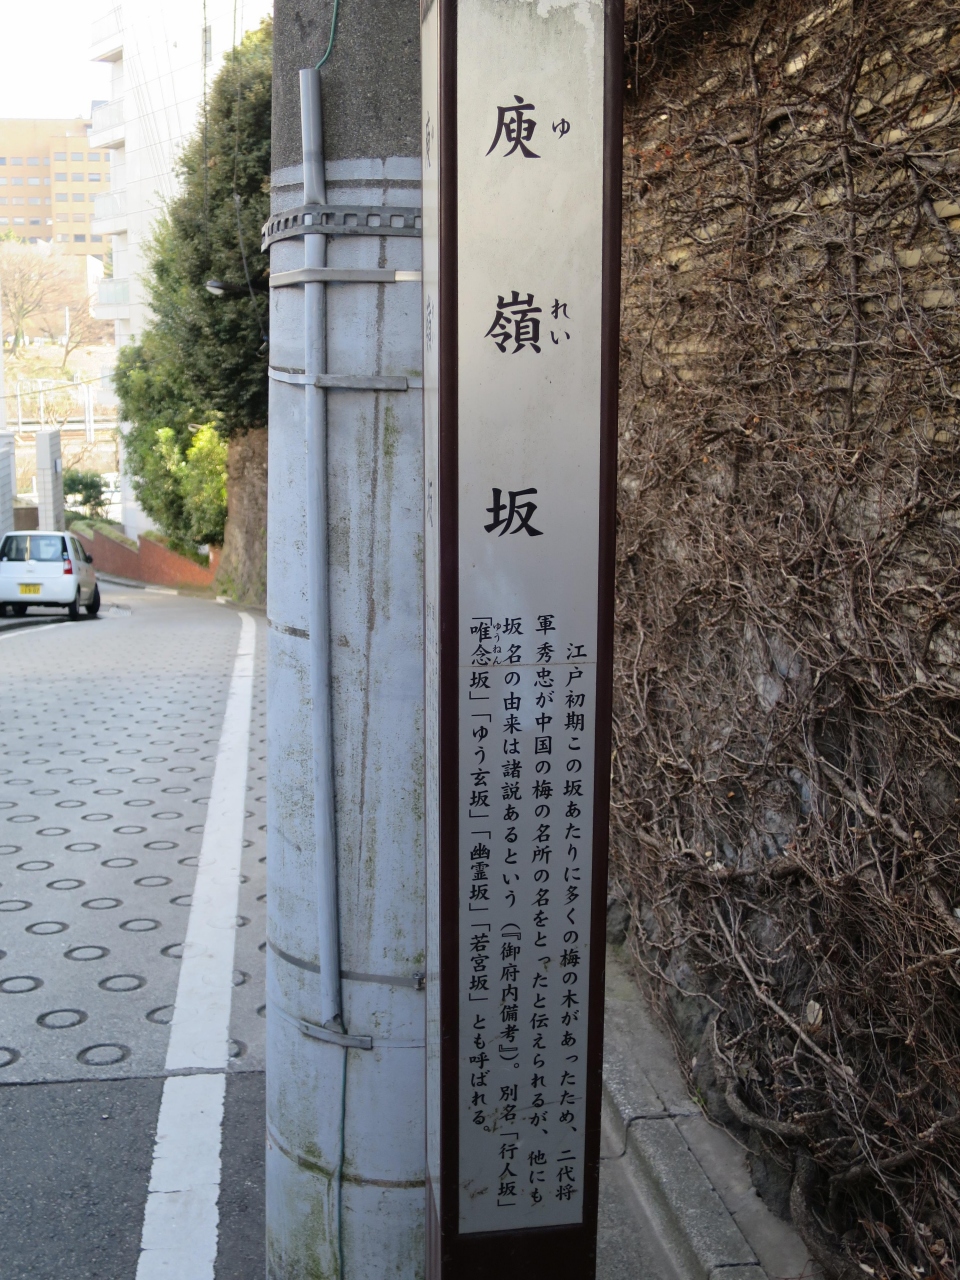 庾嶺坂
ゆ
れい
江戸初期この坂あたりに多くの梅の木があったため、二代将
軍秀忠が中国の梅の名所の名をとったと伝えられるが、他にも
坂名の由来は諸説あるという（『御府内備考』）。別名「行人坂」
「唯念坂」「ゆう玄坂」「幽霊坂」「若宮坂」とも呼ばれる。
ゆうねん